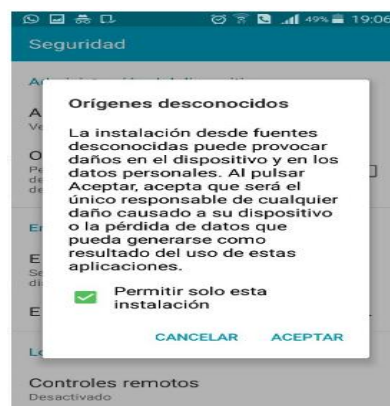 49% 19:06
Seguridad
Orígenes desconocidos
La instalación desde fuentes
desconocidas puede provocar
daños en el dispositivo y en los
datos personales. Al pulsar
Aceptar, acepta que será el
único responsable de cualquier
daño causado a su dispositivo
o la pérdida de datos que
pueda generarse como
resultado del uso de estas
aplicaciones.
Permitir solo esta
instalación
CANCELAR ACEPTAR
Controles remotos
Desactivado